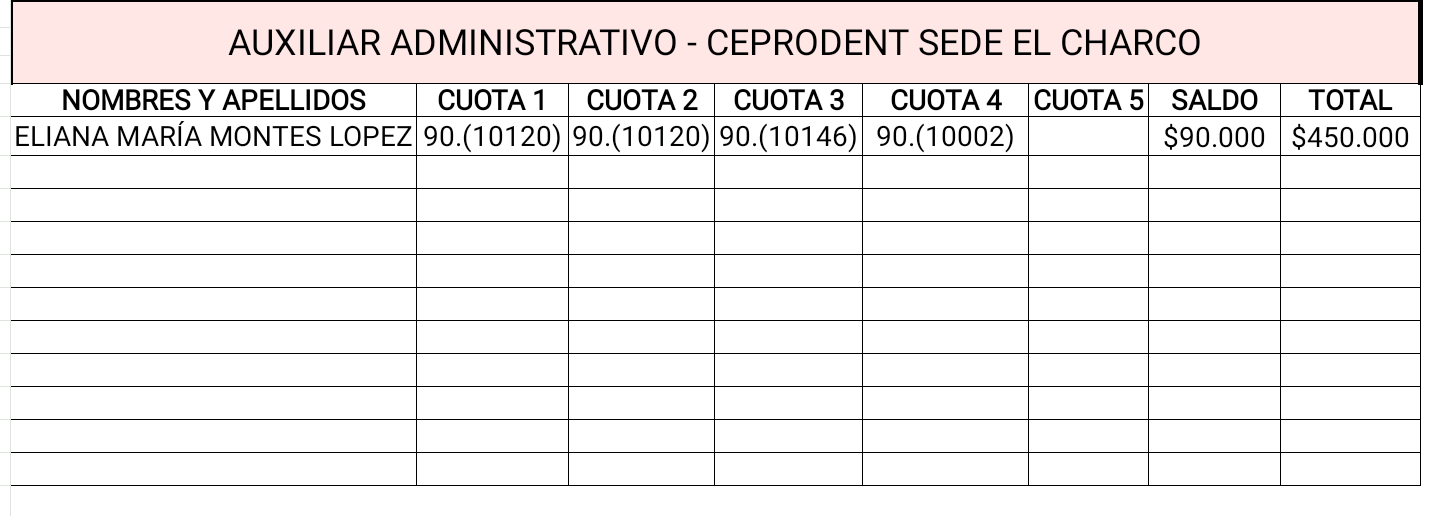 AUXILIAR ADMINISTRATIVO - CEPRODENT SEDE EL CHARCO
NOMBRES Y APELLIDOS CUOTA 1 CUOTA 2 CUOTA 3 CUOTA 4 CUOTA 5 SALDO TOTAL
ELIANA MARÍA MONTES LOPEZ 90.(10120) 90.(10120) 90.(10146) 90.(10002) $90.000 $450.000